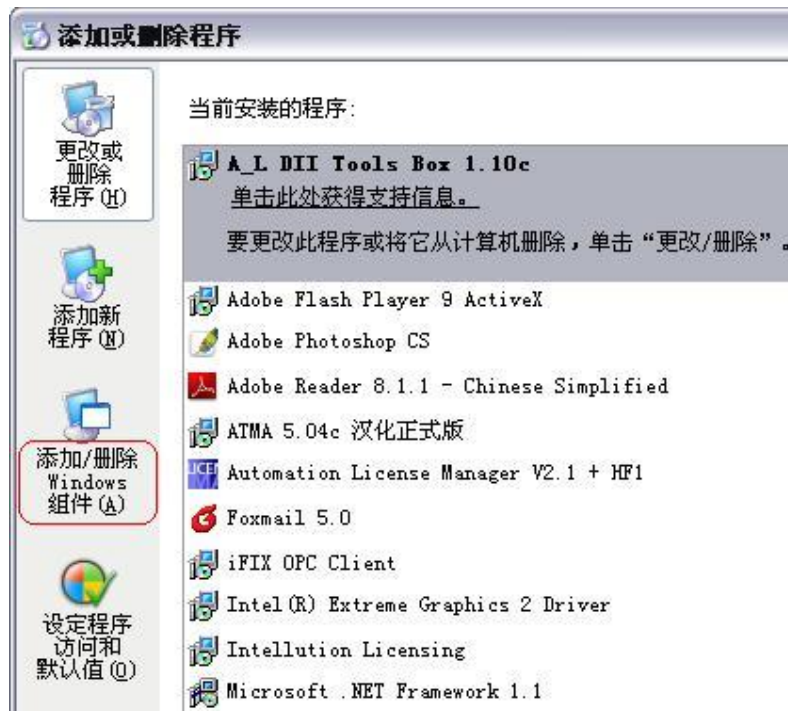 添加或删除程序
更改或
删除
程序(H)
添加新
程序(N)
添加/删除
Windows
组件(A)
设定程序
访问和
默认值(O)
当前安装的程序:
A_L DII Tools Box 1.10c
单击此处获得支持信息。
要更改此程序或将它从计算机删除，单击“更改/删除”。
Adobe Flash Player 9 ActiveX
Adobe Photoshop CS
Adobe Reader 8.1.1 - Chinese Simplified
ATMA 5.04c 汉化正式版
Automation License Manager V2.1 + HF1
Foxmail 5.0
iFIX OPC Client
Intel(R) Extreme Graphics 2 Driver
Intellution Licensing
Microsoft .NET Framework 1.1